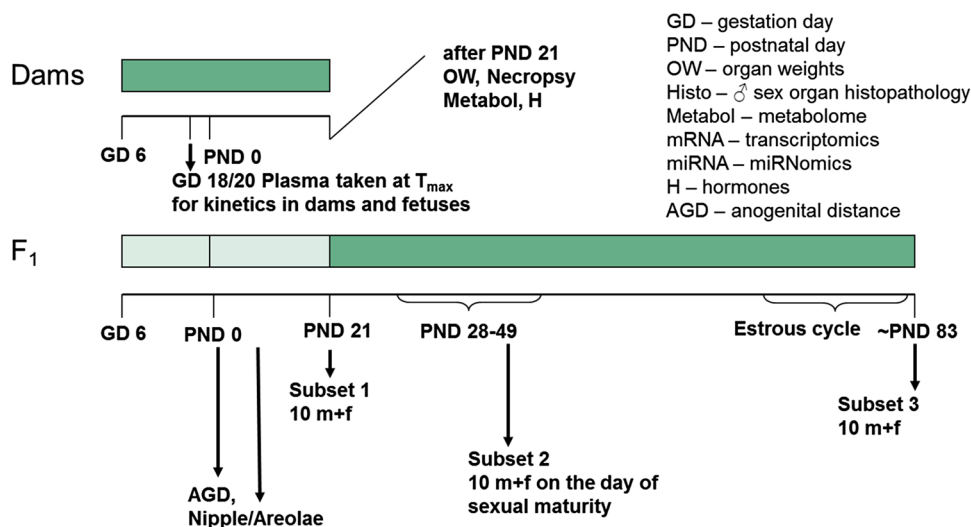 Dams
GD 6
PND 0
GD 18/20 Plasma taken at Tmax
for kinetics in dams and fetuses
after PND 21
OW, Necropsy
Metabol, H
GD – gestation day
PND – postnatal day
OW – organ weights
Histo – ♂ sex organ histopathology
Metabol – metabolome
mRNA – transcriptomics
miRNA – miRNomics
H – hormones
AGD – anogenital distance
F1
GD 6
PND 0
PND 21
PND 28-49
Estrous cycle
~PND 83
Subset 1
10 m+f
Subset 3
10 m+f
Subset 2
10 m+f on the day of
sexual maturity
AGD,
Nipple/Areolae